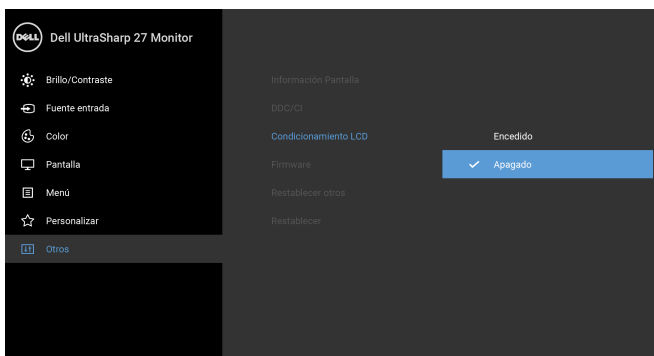 DELL
Dell UltraSharp 27 Monitor
Brillo/Contraste
Fuente entrada
Color
Pantalla
Menú
Personalizar
Otros
Información Pantalla
DDC/CI
Condicionamiento LCD
Firmware
Restablecer otros
Restablecer
Encedido
Apagado